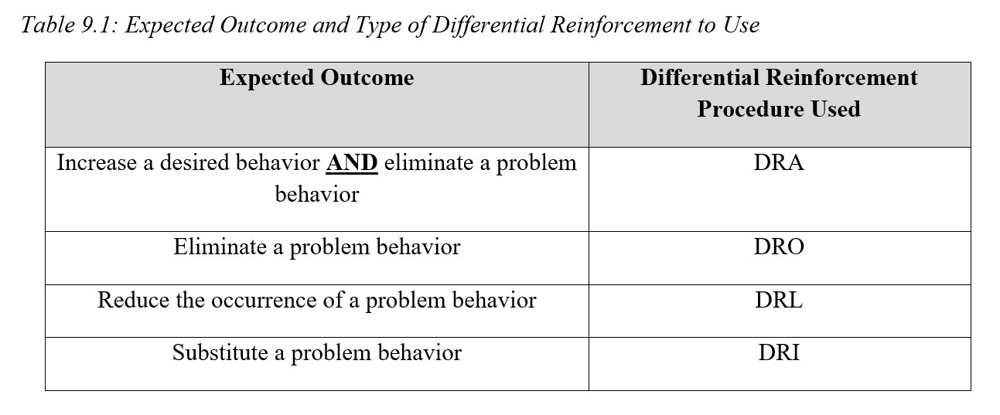 Table 9.1: Expected Outcome and Type of Differential Reinforcement to Use
Expected Outcome
Differential Reinforcement
Procedure Used
Increase a desired behavior AND eliminate a problem
behavior
DRA
Eliminate a problem behavior
DRO
Reduce the occurrence of a problem behavior
DRL
Substitute a problem behavior
DRI